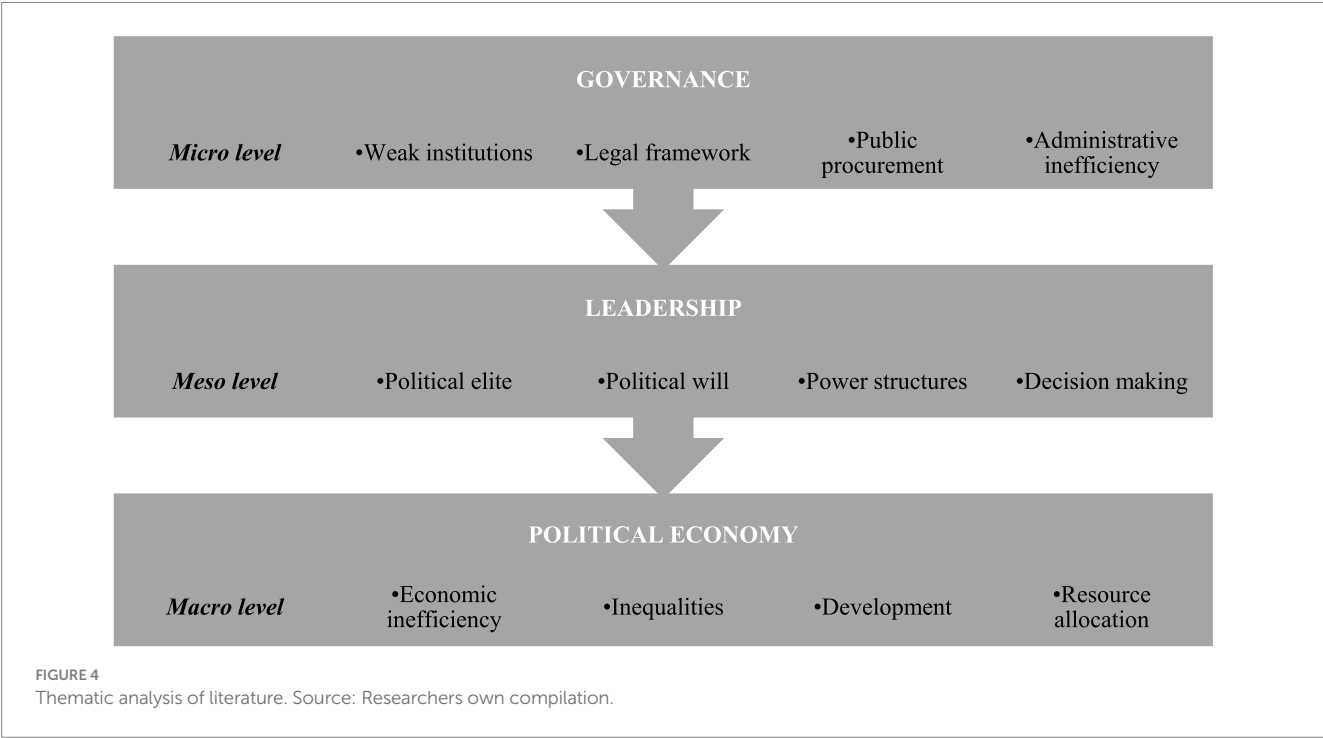 GOVERNANCE
Micro level •Weak institutions •Legal framework •Public procurement •Administrative inefficiency
LEADERSHIP
Meso level •Political elite •Political will •Power structures •Decision making
POLITICAL ECONOMY
Macro level •Economic inefficiency •Inequalities •Development •Resource allocation
FIGURE 4
Thematic analysis of literature. Source: Researchers own compilation.